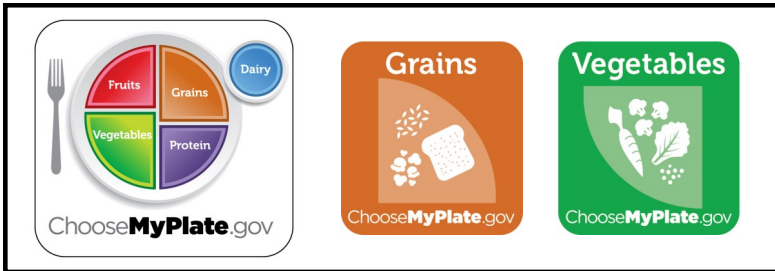 Fruits
Grains
Dairy
Vegetables
Protein
ChooseMyPlate.gov
Grains
ChooseMyPlate.gov
Vegetables
ChooseMyPlate.gov